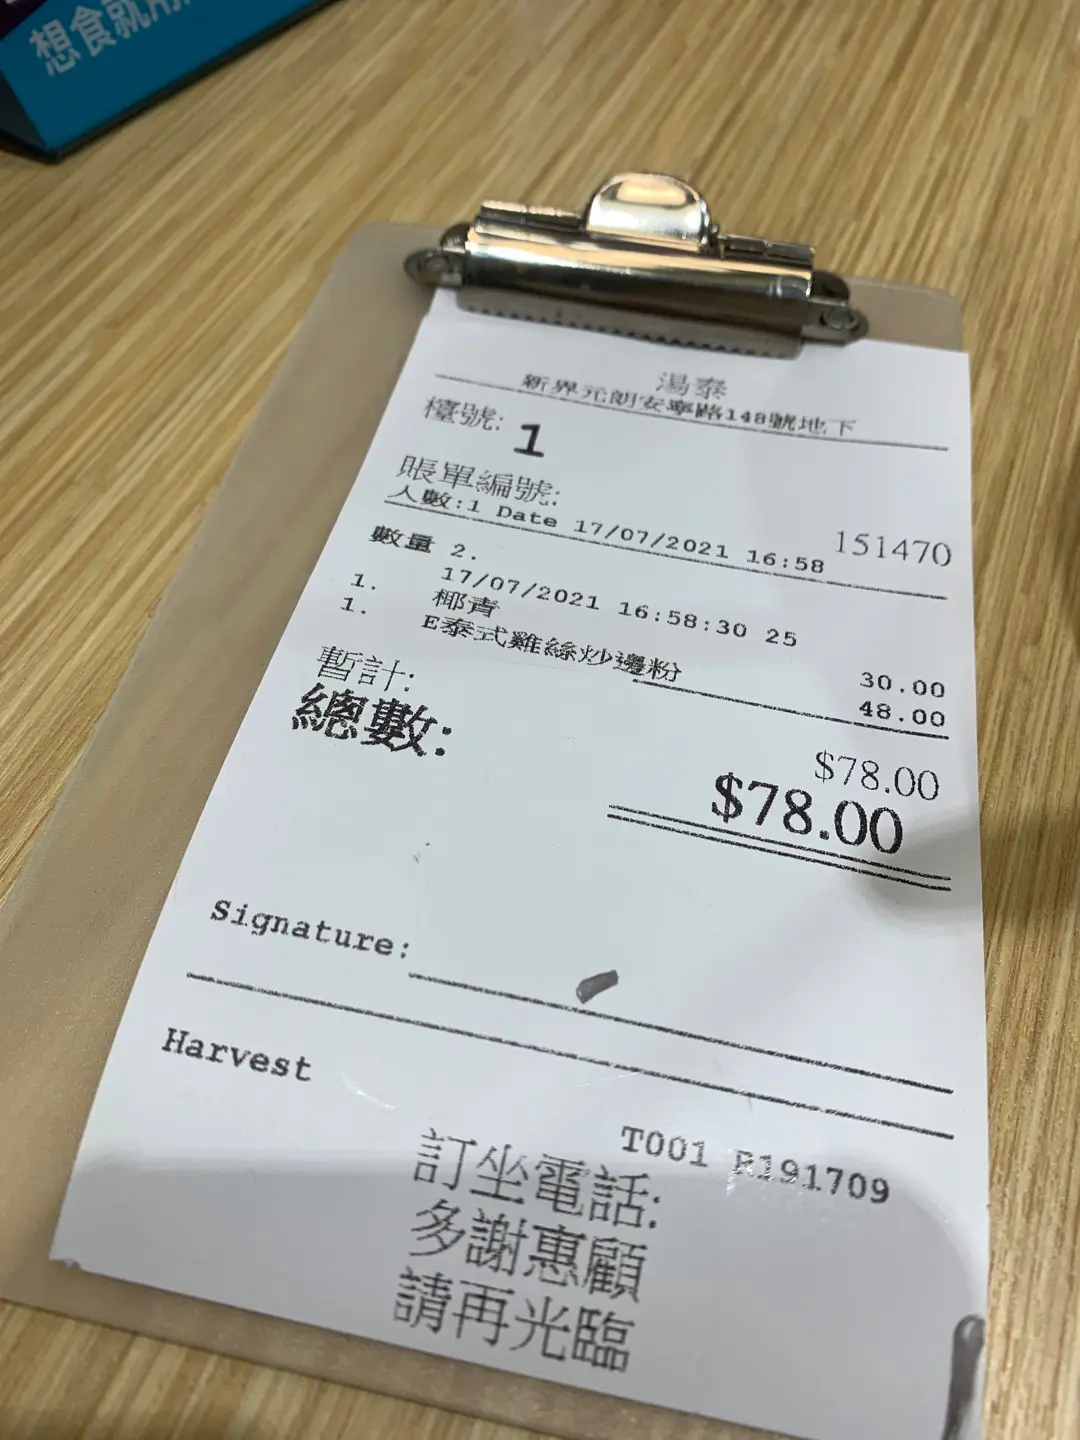 想食就用
湯泰
新界元朗安寧路148號地下
檯號: 1
賬單編號: 151470
人數:1 Date 17/07/2021 16:58
數量 2.
17/07/2021 16:58:30 25
1. 椰青 30.00
1. E泰式雞絲炒邊粉 48.00
暫計: $78.00
總數: $78.00
Signature:
Harvest
T001 R191709
訂坐電話:
多謝惠顧
請再光臨